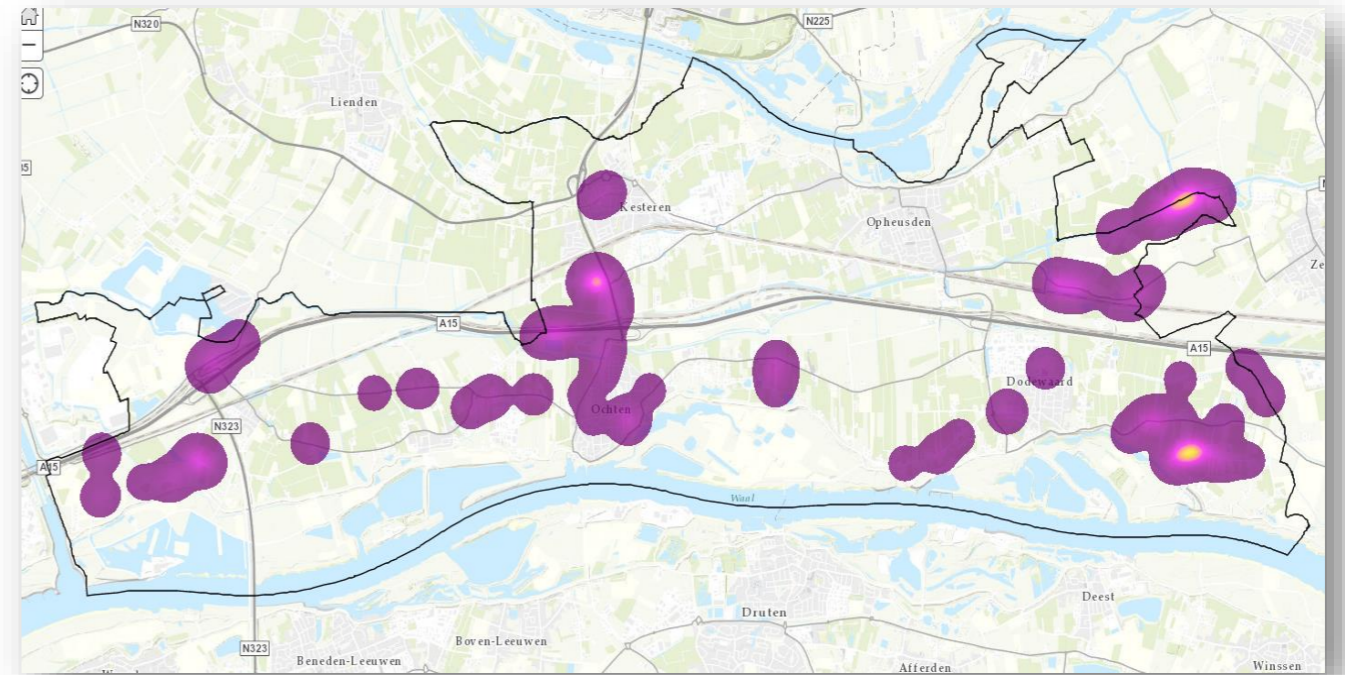 N320
N225
Lienden
Kesteren
Opheusden
A15
A15
Dodewaard
Ochten
N323
A15
Waal
Druten
Deest
Boven-Leeuwen
N323
Beneden-Leeuwen
Afferden
Winssen